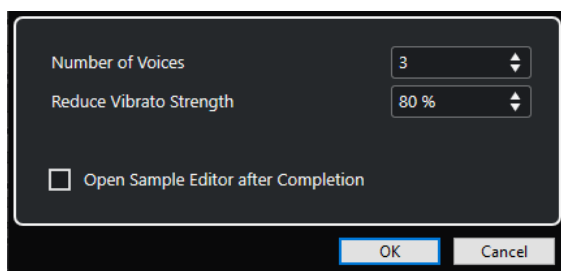 Number of Voices 3
Reduce Vibrato Strength 80 %
Open Sample Editor after Completion
OK Cancel